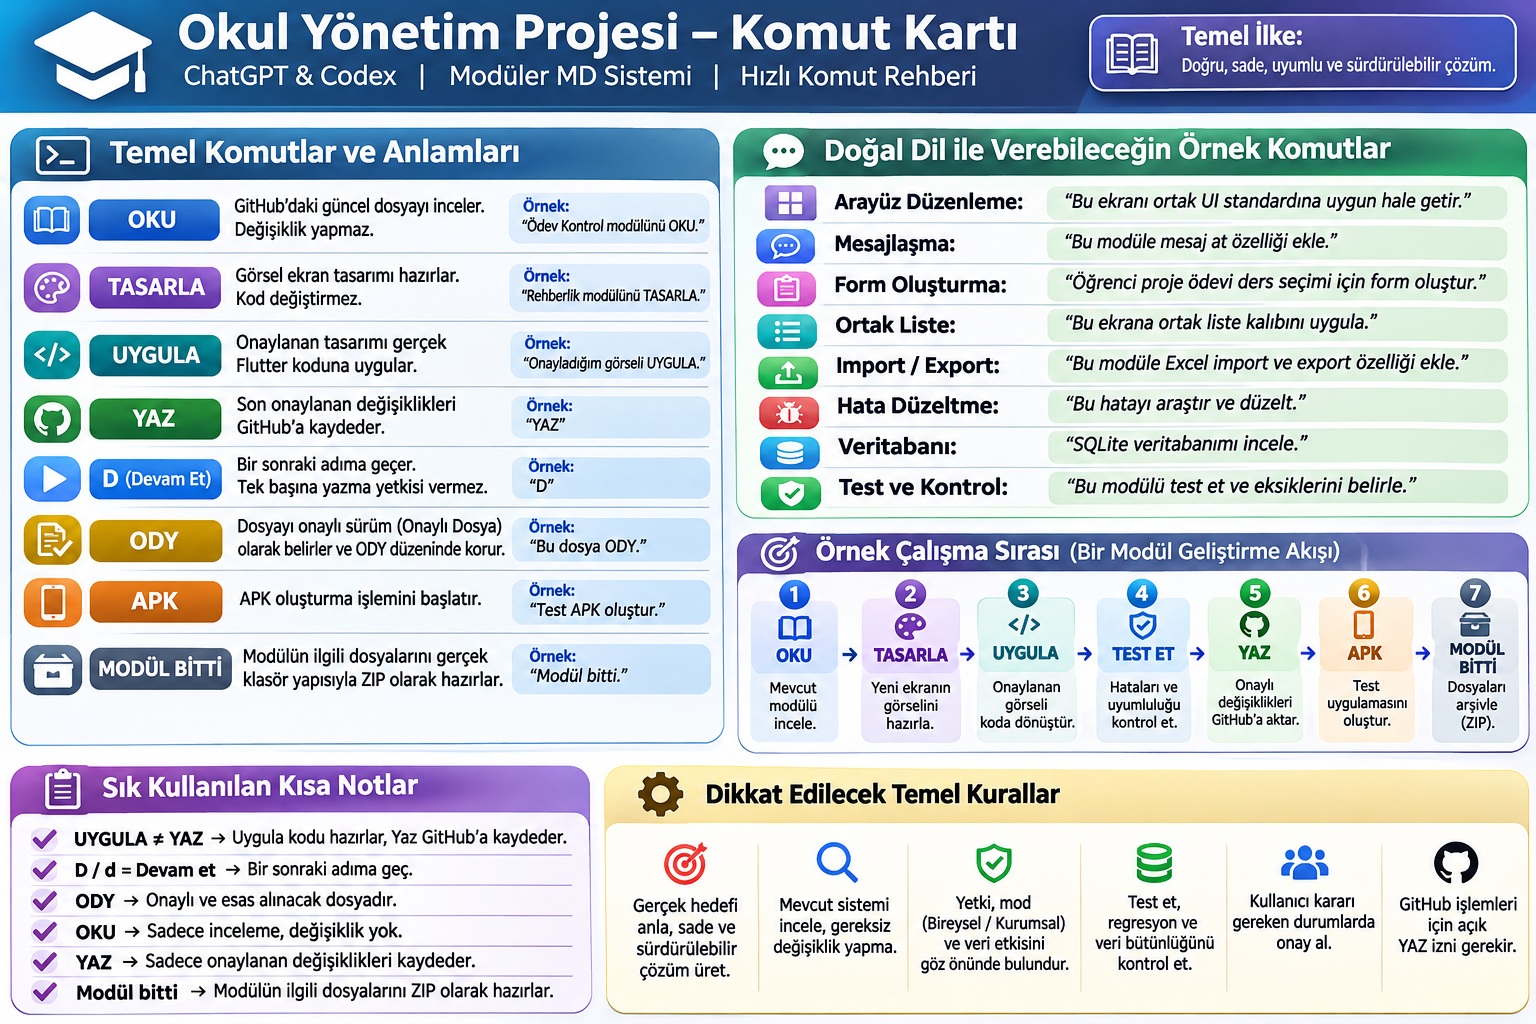 Okul Yönetim Projesi – Komut Kartı
ChatGPT & Codex | Modüler MD Sistemi | Hızlı Komut Rehberi
Temel İlke:
Doğru, sade, uyumlu ve sürdürülebilir çözüm.
Temel Komutlar ve Anlamları
OKU
GitHub'daki güncel dosyayı inceler.
Değişiklik yapmaz.
Örnek:
“Ödev Kontrol modülünü OKU.”
TASARLA
Görsel ekran tasarımı hazırlar.
Kod değiştirmez.
Örnek:
“Rehberlik modülünü TASARLA.”
</>
UYGULA
Onaylanan tasarımı gerçek
Flutter koduna uygular.
Örnek:
“Onayladığım görseli UYGULA.”
YAZ
Son onaylanan değişiklikleri
GitHub'a kaydeder.
Örnek:
“YAZ”
D (Devam Et)
Bir sonraki adıma geçer.
Tek başına yazma yetkisi vermez.
Örnek:
“D”
ODY
Dosyayı onaylı sürüm (Onaylı Dosya)
olarak belirler ve ODY düzeninde korur.
Örnek:
“Bu dosya ODY.”
APK
APK oluşturma işlemini başlatır.
Örnek:
“Test APK oluştur.”
MODÜL BİTTİ
Modülün ilgili dosyalarını gerçek
klasör yapısıyla ZIP olarak hazırlar.
Örnek:
“Modül bitti.”
Doğal Dil ile Verebileceğin Örnek Komutlar
Arayüz Düzenleme: “Bu ekranı ortak UI standardına uygun hale getir.”
Mesajlaşma: “Bu modüle mesaj at özelliği ekle.”
Form Oluşturma: “Öğrenci proje ödevi ders seçimi için form oluştur.”
Ortak Liste: “Bu ekrana ortak liste kalıbını uygula.”
Import / Export: “Bu modüle Excel import ve export özelliği ekle.”
Hata Düzeltme: “Bu hatayı araştır ve düzelt.”
Veritabanı: “SQLite veritabanımı incele.”
Test ve Kontrol: “Bu modülü test et ve eksiklerini belirle.”
Örnek Çalışma Sırası (Bir Modül Geliştirme Akışı)
1
OKU
Mevcut
modülü
incele.
2
TASARLA
Yeni ekranın
görselini
hazırla.
3
</>
UYGULA
Onaylanan
görseli
koda dönüştür.
4
TEST ET
Hataları ve
uyumluluğu
kontrol et.
5
YAZ
Onaylı
değişiklikleri
GitHub'a aktar.
6
APK
Test
uygulamasını
oluştur.
7
MODÜL
BİTTİ
Dosyaları
arşivle
(ZIP).
Sık Kullanılan Kısa Notlar
UYGULA ≠ YAZ → Uygula kodu hazırlar, Yaz GitHub'a kaydeder.
D / d = Devam et → Bir sonraki adıma geç.
ODY → Onaylı ve esas alınacak dosyadır.
OKU → Sadece inceleme, değişiklik yok.
YAZ → Sadece onaylanan değişiklikleri kaydeder.
Modül bitti → Modülün ilgili dosyalarını ZIP olarak hazırlar.
Dikkat Edilecek Temel Kurallar
Gerçek hedefi
anla, sade ve
sürdürülebilir
çözüm üret.
Mevcut sistemi
incele, gereksiz
değişiklik yapma.
Yetki, mod
(Bireysel / Kurumsal)
ve veri etkisini
göz önünde bulundur.
Test et,
regresyon ve
veri bütünlüğünü
kontrol et.
Kullanıcı kararı
gereken durumlarda
onay al.
GitHub işlemleri
için açık
YAZ izni gerekir.